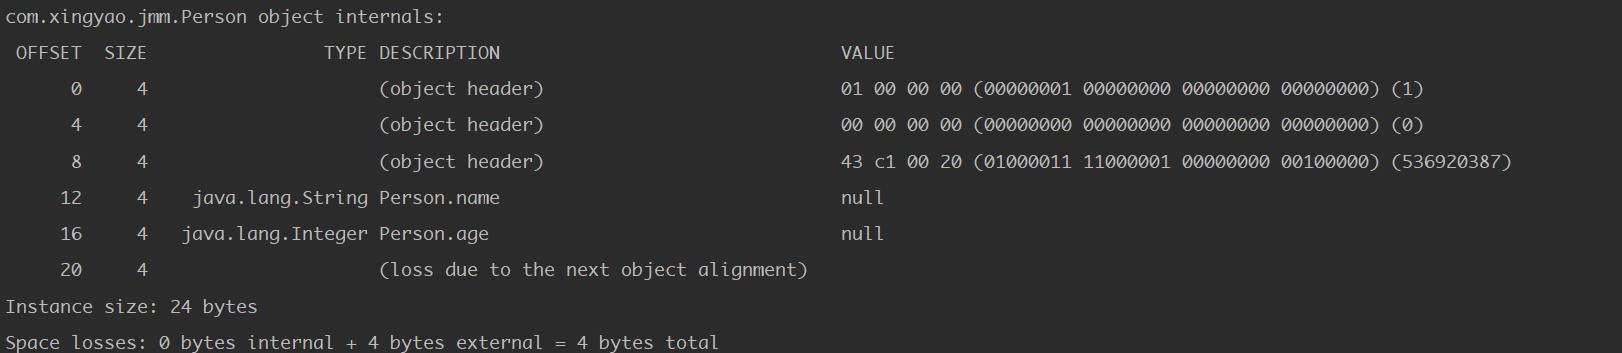 com.xingyao.jmm.Person object internals:
OFFSET SIZE TYPE DESCRIPTION VALUE
0 4 (object header) 01 00 00 00 (00000001 00000000 00000000 00000000) (1)
4 4 (object header) 00 00 00 00 (00000000 00000000 00000000 00000000) (0)
8 4 (object header) 43 c1 00 20 (01000011 11000001 00000000 00100000) (536920387)
12 4 java.lang.String Person.name null
16 4 java.lang.Integer Person.age null
20 4 (loss due to the next object alignment)
Instance size: 24 bytes
Space losses: 0 bytes internal + 4 bytes external = 4 bytes total